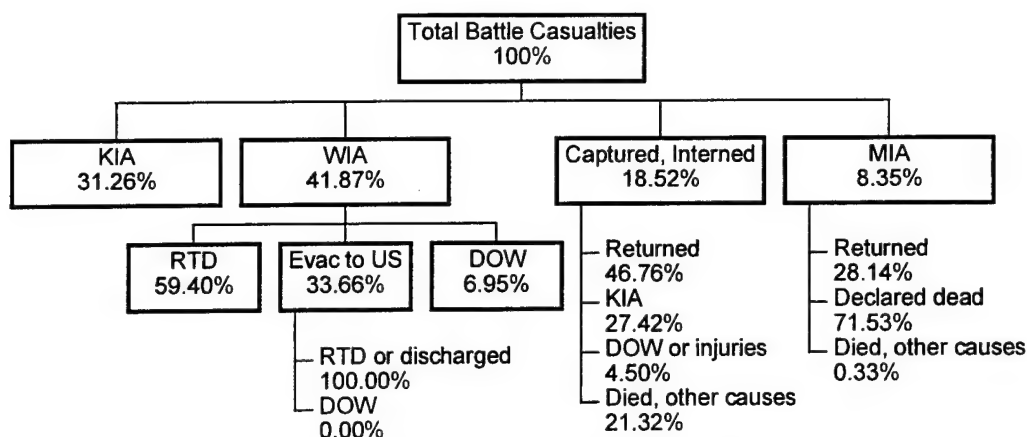 Total Battle Casualties
100%
KIA
31.26%
WIA
41.87%
Captured, Interned
18.52%
MIA
8.35%
RTD
59.40%
Evac to US
33.66%
DOW
6.95%
RTD or discharged
100.00%
DOW
0.00%
Returned
46.76%
KIA
27.42%
DOW or injuries
4.50%
Died, other causes
21.32%
Returned
28.14%
Declared dead
71.53%
Died, other causes
0.33%